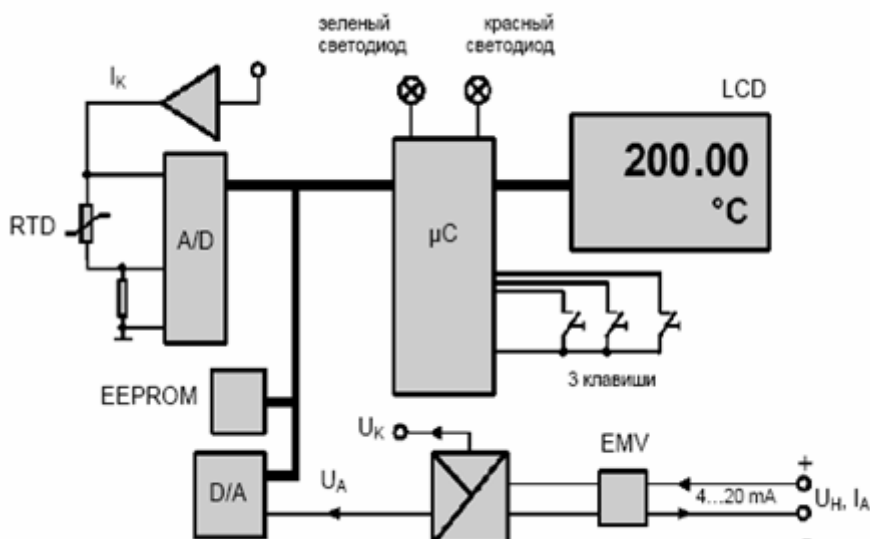 зеленый
светодиод
красный
светодиод
I_K
LCD
200.00
°C
RTD
A/D
µC
3 клавиши
EEPROM
U_K
EMV
+
D/A
U_A
4...20 mA
U_H, I_A